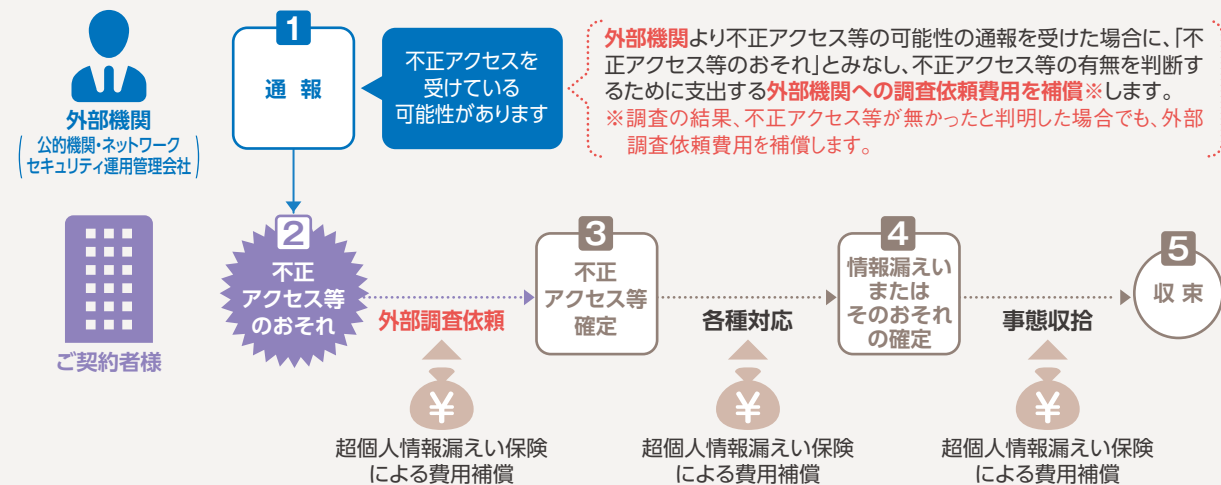 外部機関
公的機関・ネットワーク
セキュリティ運用管理会社
1
通 報
不正アクセスを
受けている
可能性があります
外部機関より不正アクセス等の可能性の通報を受けた場合に、「不
正アクセス等のおそれ」とみなし、不正アクセス等の有無を判断す
るために支出する外部機関への調査依頼費用を補償※します。
※調査の結果、不正アクセス等が無かったと判明した場合でも、外部
調査依頼費用を補償します。
ご契約者様
2
不正
アクセス等
のおそれ
外部調査依頼
3
不正
アクセス等
確定
各種対応
4
情報漏えい
または
そのおそれ
の確定
事態収拾
5
収 束
¥
超個人情報漏えい保険
による費用補償
¥
超個人情報漏えい保険
による費用補償
¥
超個人情報漏えい保険
による費用補償